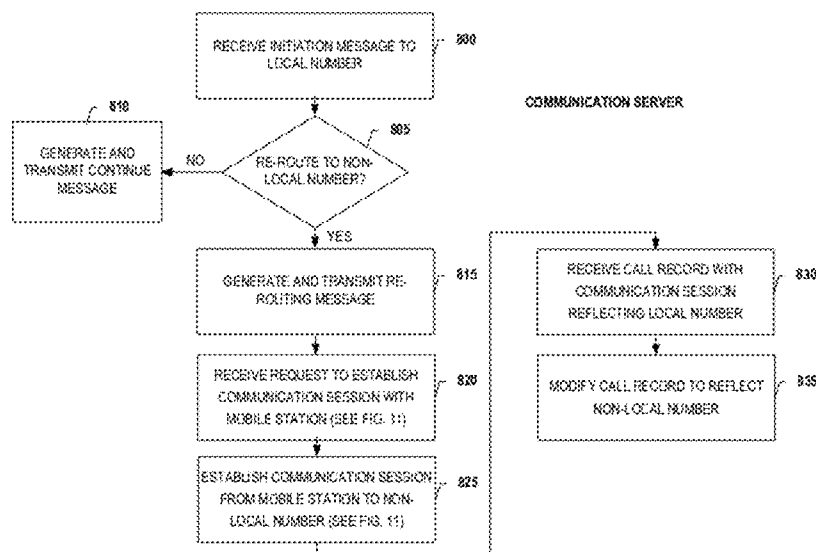 RECEIVE INITIATION MESSAGE TO
LOCAL NUMBER
800
COMMUNICATION SERVER
805
RE-ROUTE TO NON-
LOCAL NUMBER?
NO
810
GENERATE AND
TRANSMIT CONTINUE
MESSAGE
YES
GENERATE AND TRANSMIT RE-
ROUTING MESSAGE
815
RECEIVE REQUEST TO ESTABLISH
COMMUNICATION SESSION WITH
MOBILE STATION (SEE FIG. 11)
820
ESTABLISH COMMUNICATION SESSION
FROM MOBILE STATION TO NON-
LOCAL NUMBER (SEE FIG. 11)
825
RECEIVE CALL RECORD WITH
COMMUNICATION SESSION
REFLECTING LOCAL NUMBER
830
MODIFY CALL RECORD TO REFLECT
NON-LOCAL NUMBER
835